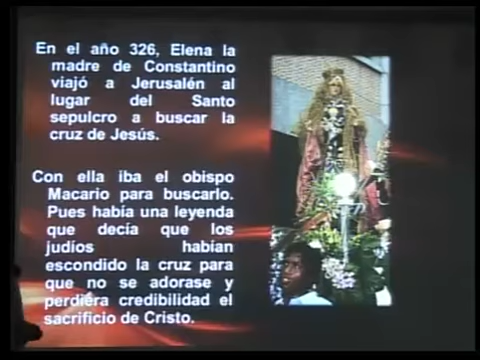 En el año 326, Elena la
madre de Constantino
viajó a Jerusalén al
lugar del Santo
sepulcro a buscar la
cruz de Jesús.
Con ella iba el obispo
Macario para buscarlo.
Pues había una leyenda
que decía que los
judíos habían
escondido la cruz para
que no se adorase y
perdiera credibilidad el
sacrificio de Cristo.